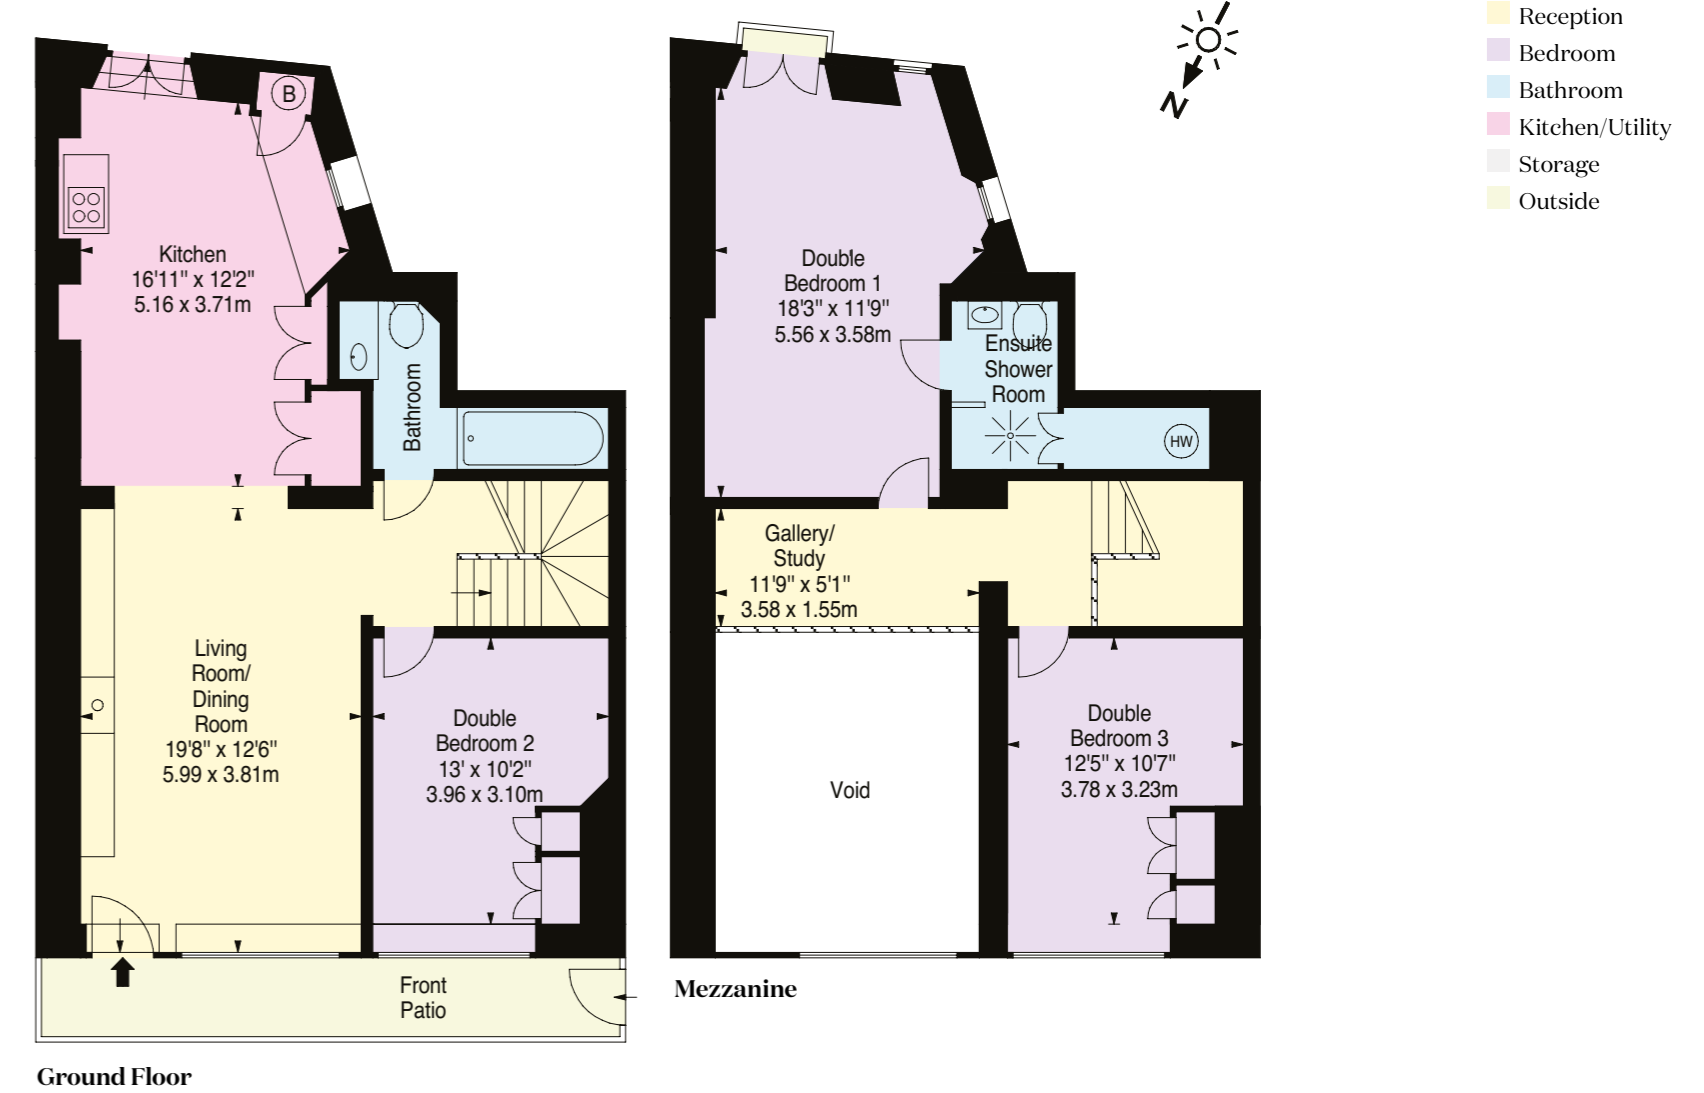 B
Kitchen
16'11" x 12'2"
5.16 x 3.71m
Bathroom
Living
Room/
Dining
Room
19'8" x 12'6"
5.99 x 3.81m
Double
Bedroom 2
13' x 10'2"
3.96 x 3.10m
Front
Patio
Ground Floor
Double
Bedroom 1
18'3" x 11'9"
5.56 x 3.58m
Ensuite
Shower
Room
HW
Gallery/
Study
11'9" x 5'1"
3.58 x 1.55m
Void
Double
Bedroom 3
12'5" x 10'7"
3.78 x 3.23m
Mezzanine
N
Reception
Bedroom
Bathroom
Kitchen/Utility
Storage
Outside